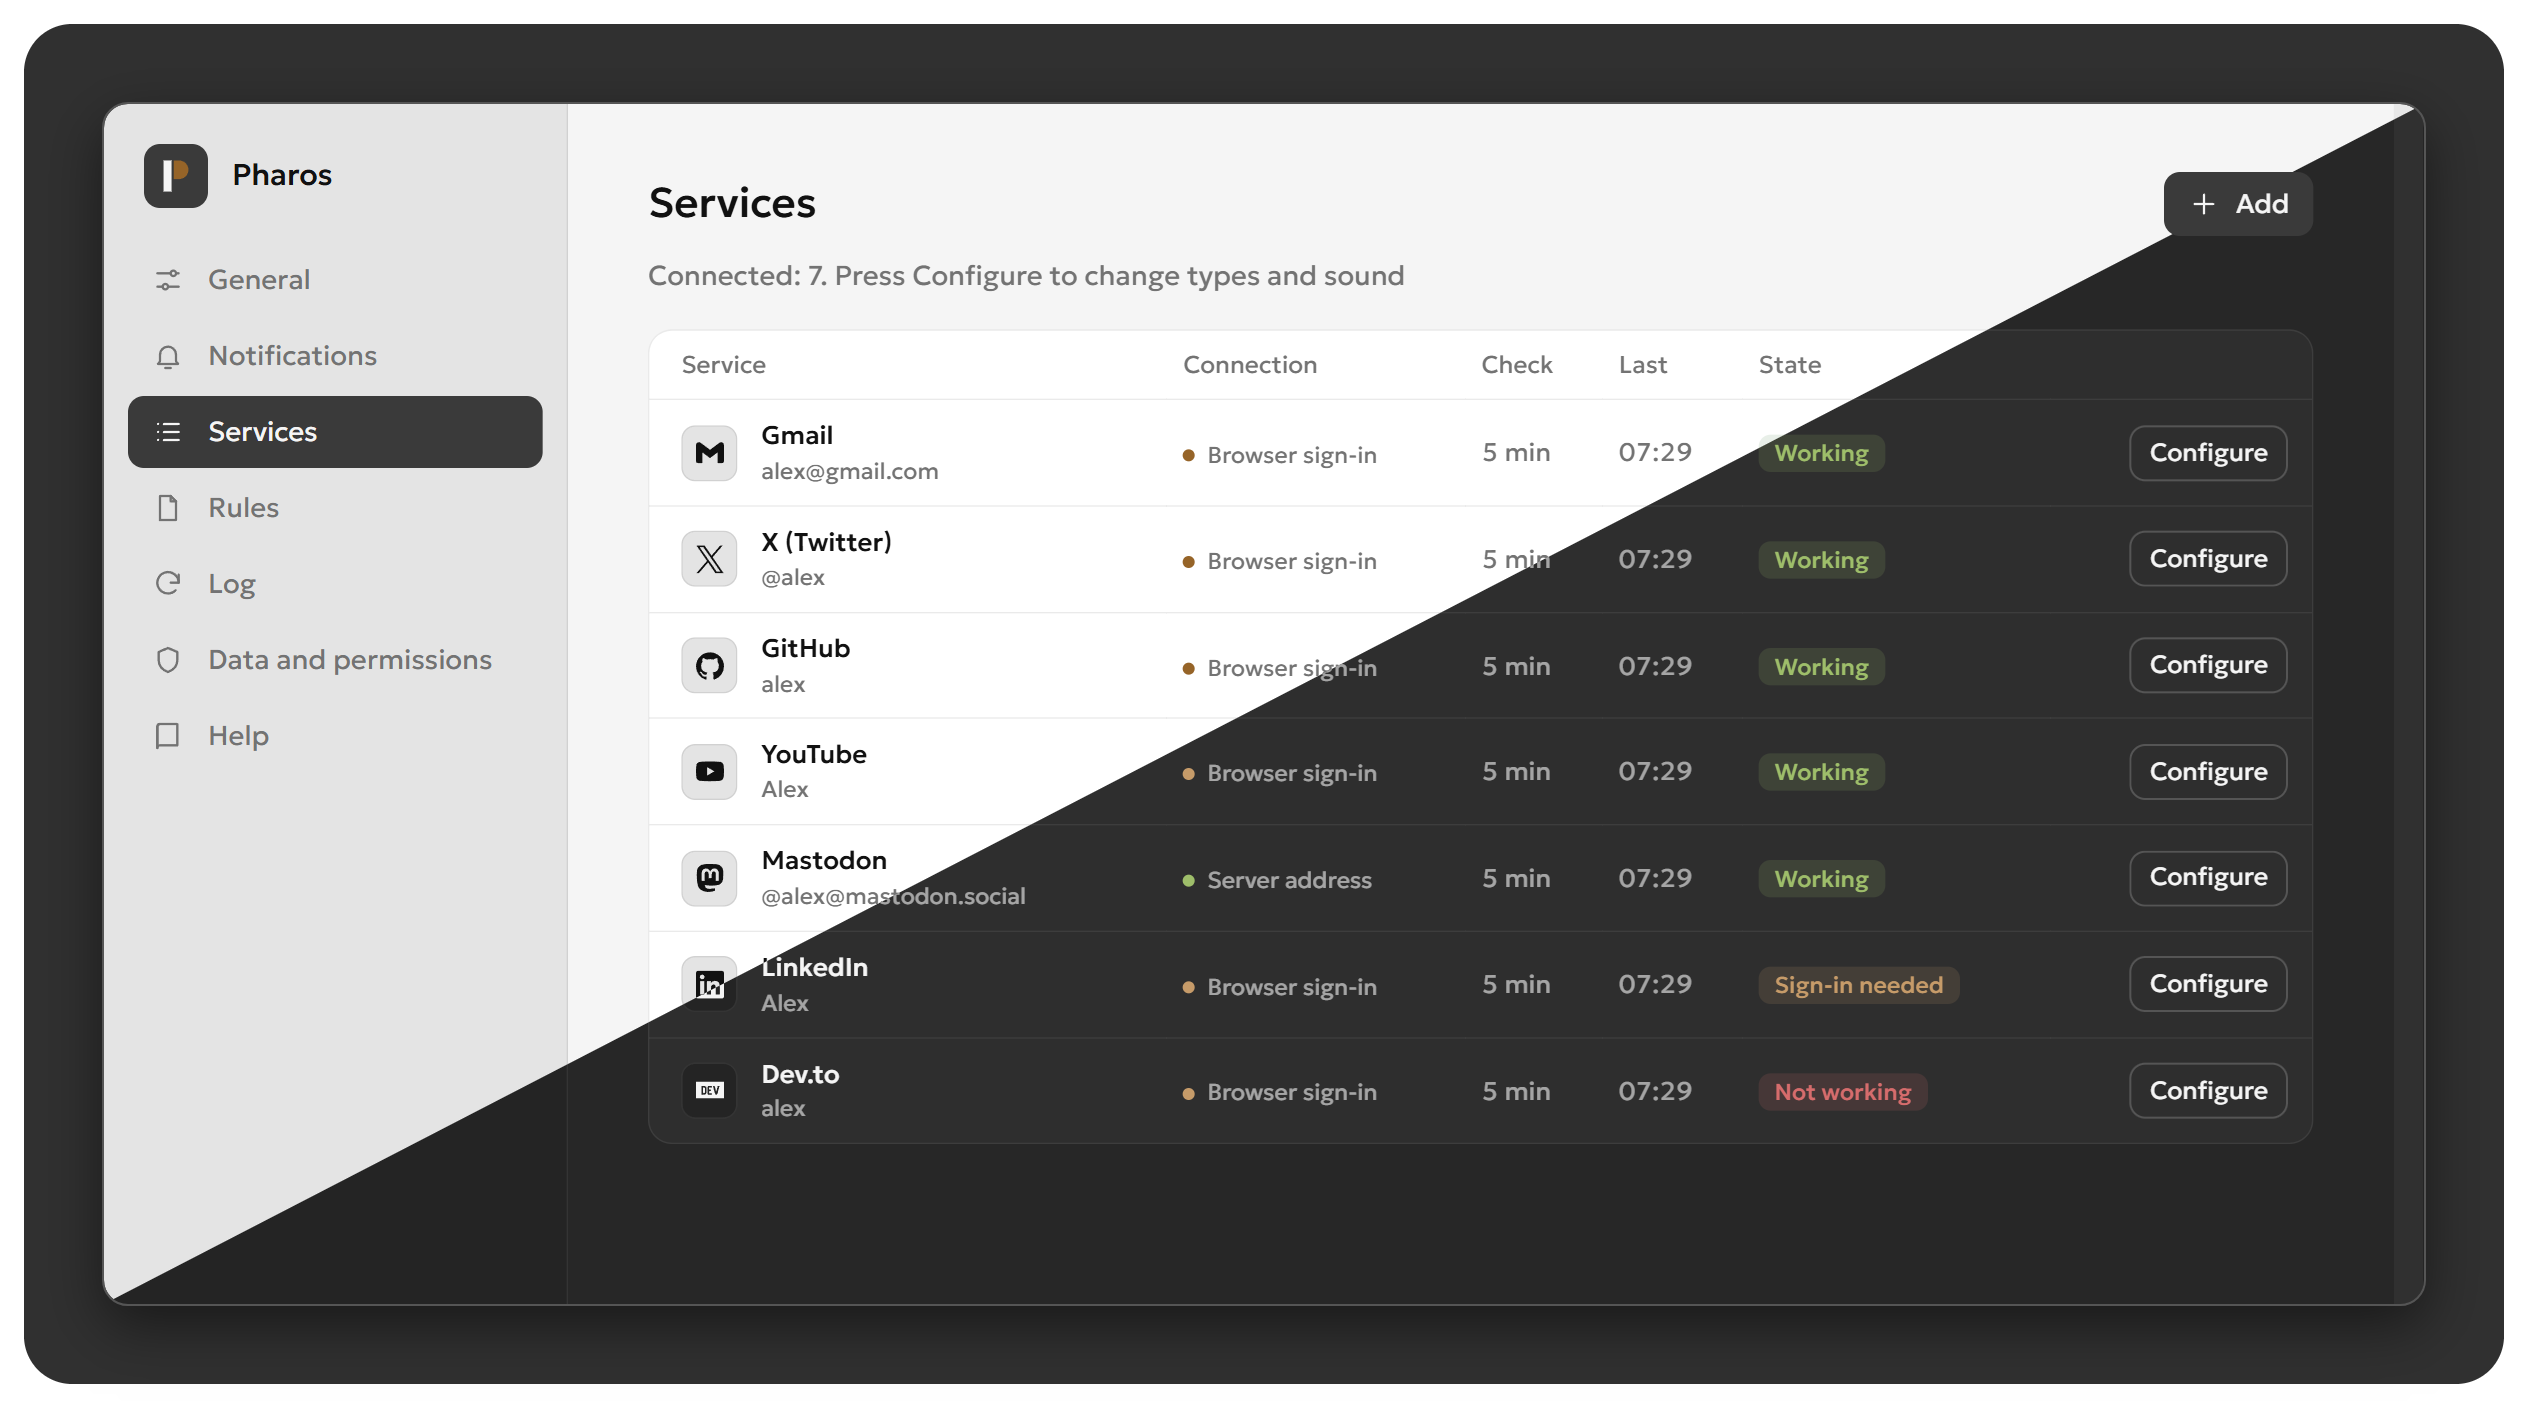 Pharos
General
Notifications
Services
Rules
Log
Data and permissions
Help
Services
+ Add
Connected: 7. Press Configure to change types and sound
Service Connection Check Last State
Gmail
alex@gmail.com
Browser sign-in 5 min 07:29 Working Configure
X (Twitter)
@alex
Browser sign-in 5 min 07:29 Working Configure
GitHub
alex
Browser sign-in 5 min 07:29 Working Configure
YouTube
Alex
Browser sign-in 5 min 07:29 Working Configure
Mastodon
@alex@mastodon.social
Server address 5 min 07:29 Working Configure
LinkedIn
Alex
Browser sign-in 5 min 07:29 Sign-in needed Configure
DEV
Dev.to
alex
Browser sign-in 5 min 07:29 Not working Configure